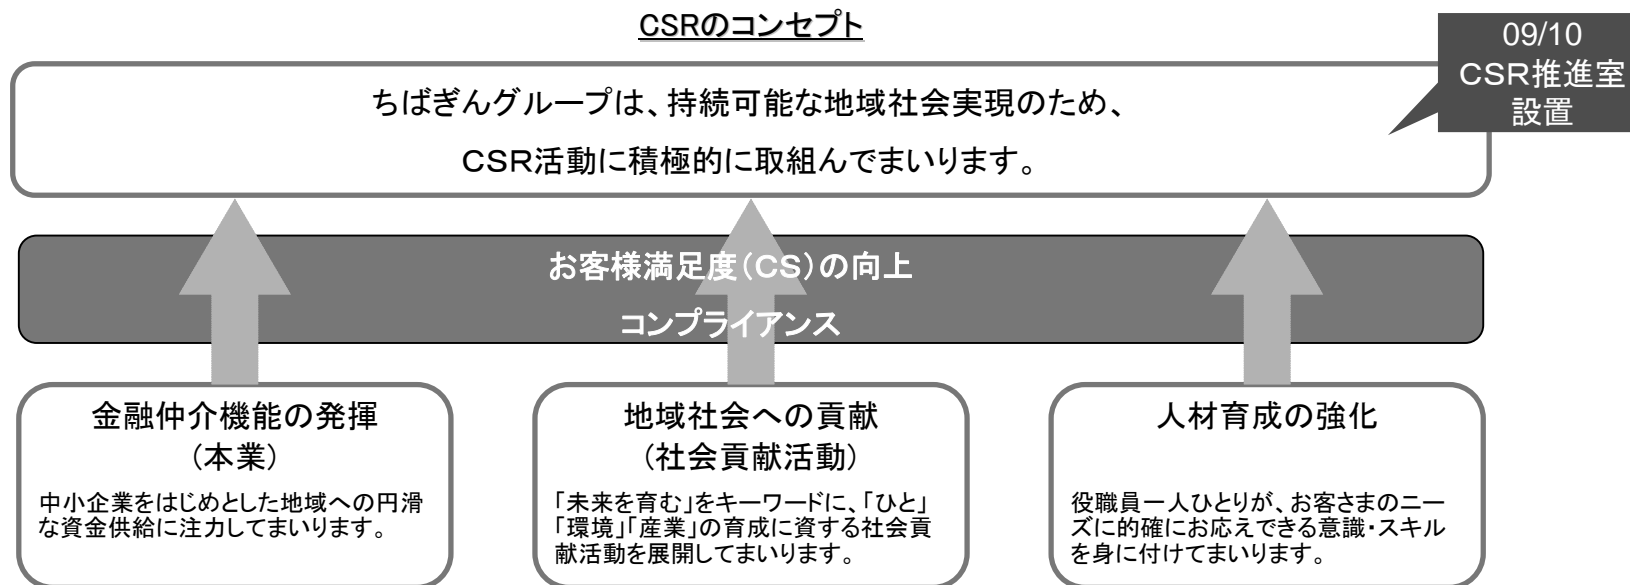 CSRのコンセプト
09/10
CSR推進室
設置
ちばぎんグループは、持続可能な地域社会実現のため、
CSR活動に積極的に取組んでまいります。
お客様満足度(CS)の向上
コンプライアンス
金融仲介機能の発揮
(本業)
中小企業をはじめとした地域への円滑
な資金供給に注力してまいります。
地域社会への貢献
(社会貢献活動)
「未来を育む」をキーワードに、「ひと」
「環境」「産業」の育成に資する社会貢
献活動を展開してまいります。
人材育成の強化
役職員一人ひとりが、お客さまのニー
ズに的確にお応えできる意識・スキル
を身に付けてまいります。